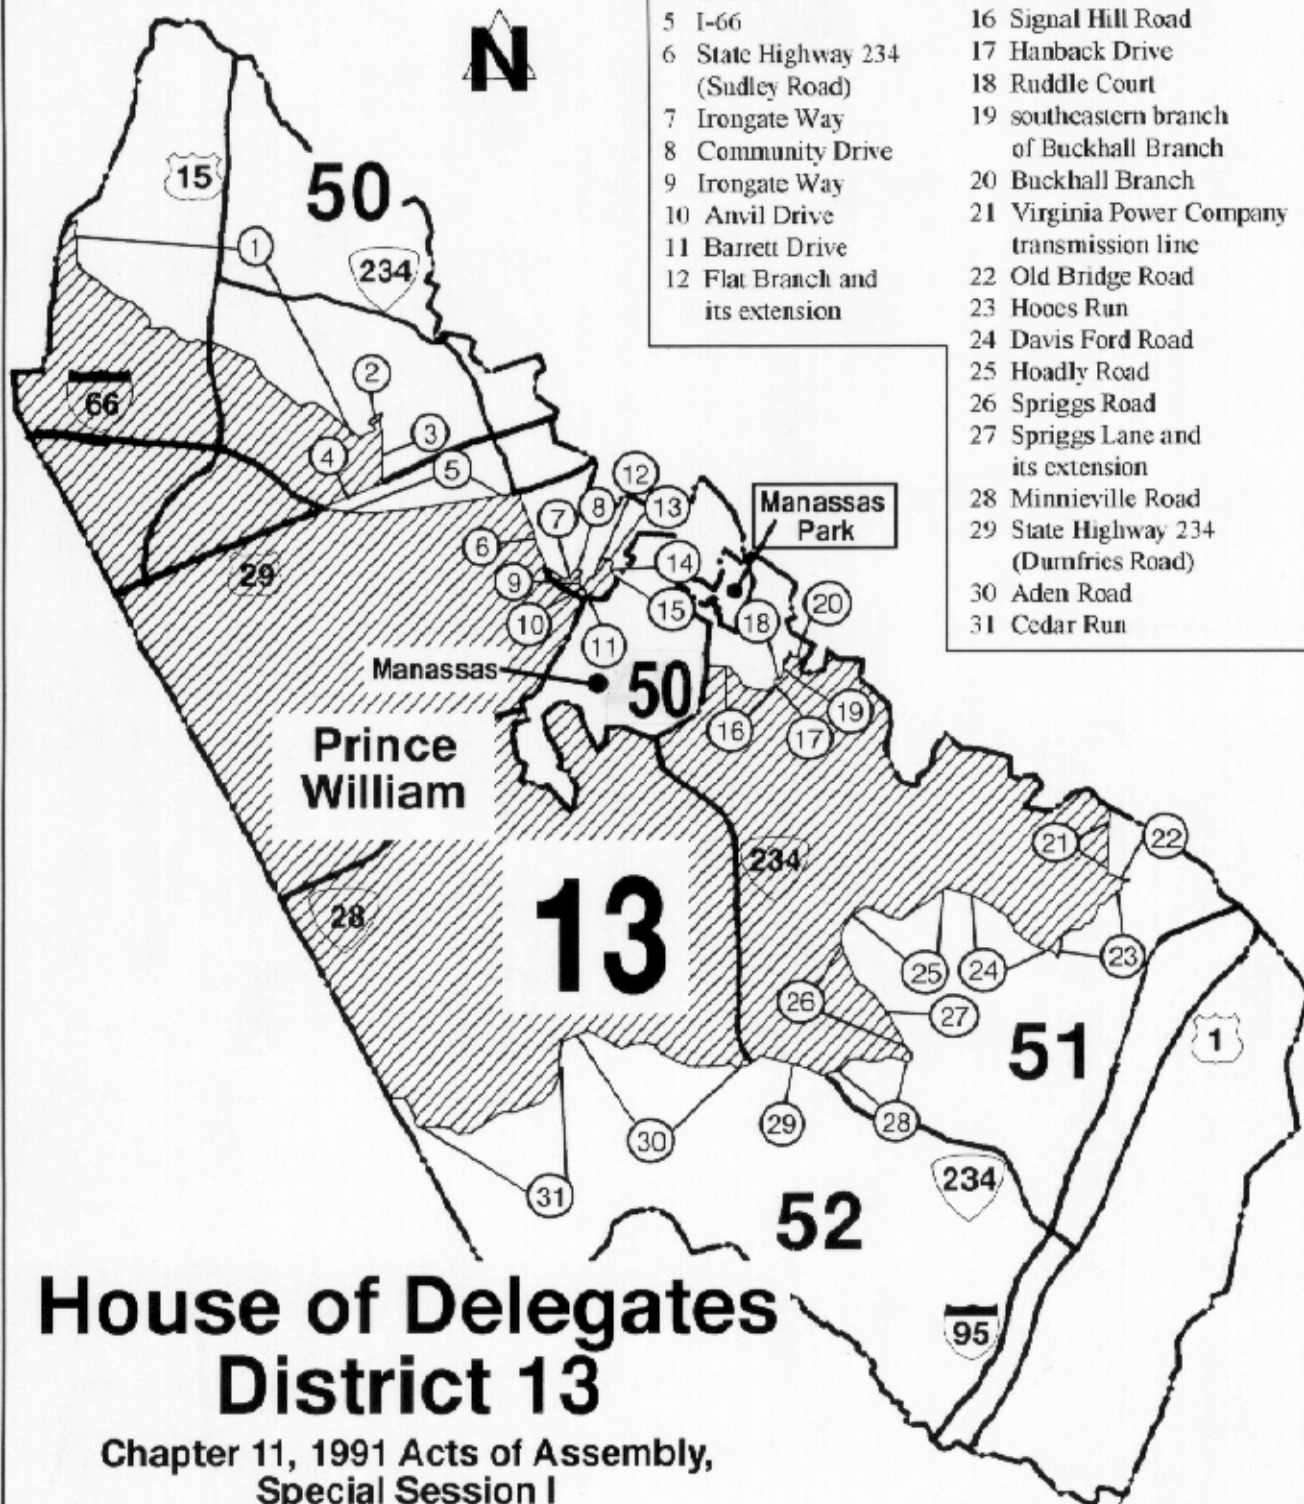 5 I-66
6 State Highway 234
(Sudley Road)
7 Irongate Way
8 Community Drive
9 Irongate Way
10 Anvil Drive
11 Barrett Drive
12 Flat Branch and
its extension
16 Signal Hill Road
17 Hanback Drive
18 Ruddle Court
19 southeastern branch
of Buckhall Branch
20 Buckhall Branch
21 Virginia Power Company
transmission line
22 Old Bridge Road
23 Hooes Run
24 Davis Ford Road
25 Hoadly Road
26 Spriggs Road
27 Spriggs Lane and
its extension
28 Minnieville Road
29 State Highway 234
(Dumfries Road)
30 Aden Road
31 Cedar Run
N
15
50
1
234
2
66
3
4
5
12
8
13
7
Manassas
Park
6
14
29
9
15
20
10
18
11
Manassas
50
19
16
17
Prince
William
21
22
234
13
28
25
24
23
26
27
51
1
29
28
30
234
31
52
95
House of Delegates
District 13
Chapter 11, 1991 Acts of Assembly,
Special Session I